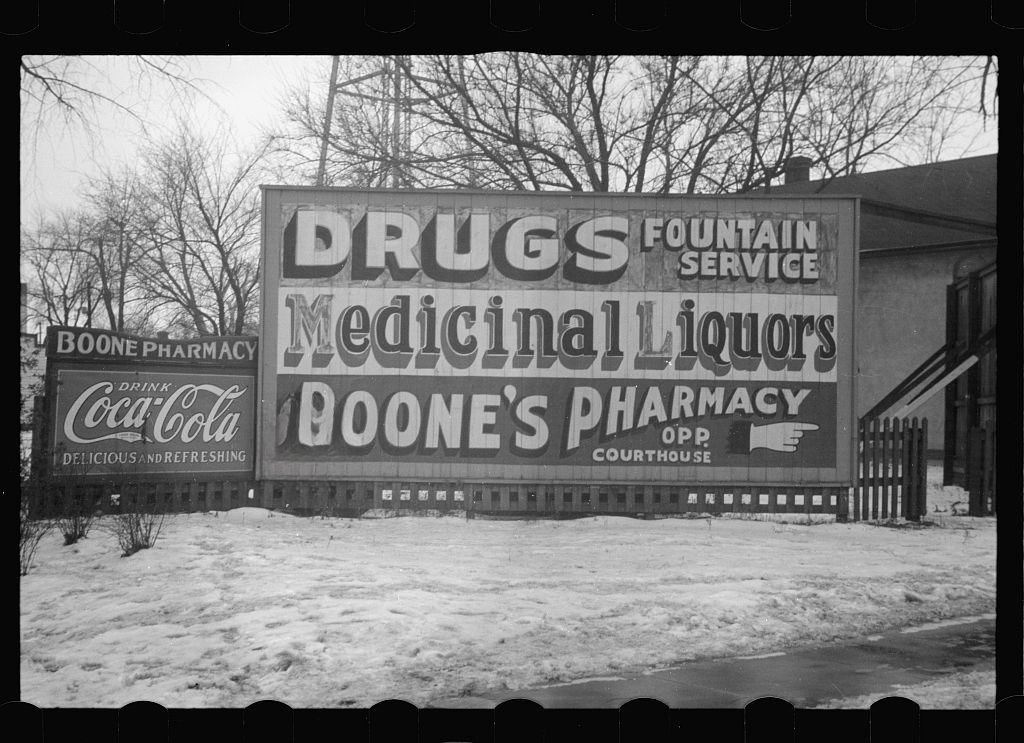 BOONE PHARMACY
DRINK
Coca-Cola
DELICIOUS AND REFRESHING
DRUGS FOUNTAIN
SERVICE
Medicinal Liquors
BOONE'S PHARMACY
OPP.
COURTHOUSE